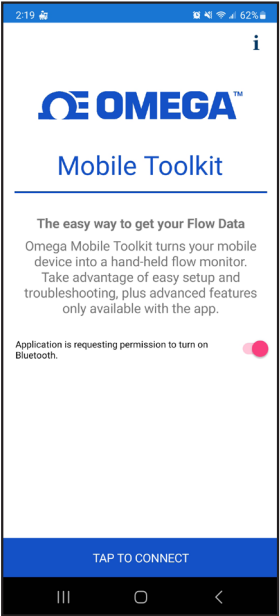 2:19 62%
i
OMEGA™
Mobile Toolkit
The easy way to get your Flow Data
Omega Mobile Toolkit turns your mobile
device into a hand-held flow monitor.
Take advantage of easy setup and
troubleshooting, plus advanced features
only available with the app.
Application is requesting permission to turn on
Bluetooth.
TAP TO CONNECT